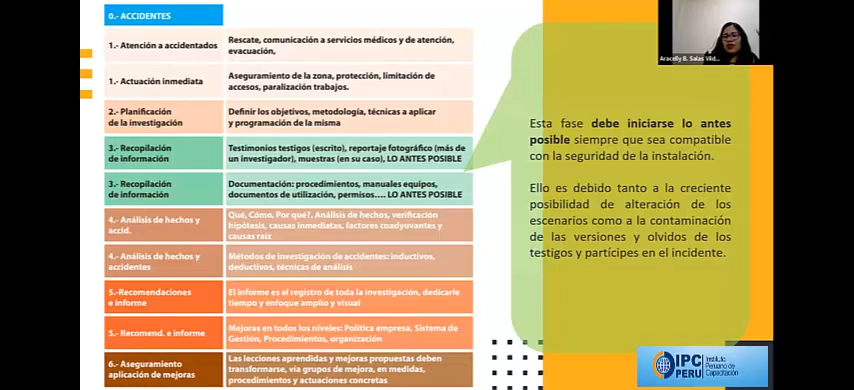 0.- ACCIDENTES
1.- Atención a accidentados
Rescate, comunicación a servicios médicos y de atención,
evacuación,
1.- Actuación inmediata
Aseguramiento de la zona, protección, limitación de
accesos, paralización trabajos.
2.- Planificación
de la investigación
Definir los objetivos, metodología, técnicas a aplicar
y programación de la misma
3.- Recopilación
de información
Testimonios testigos (escrito), reportaje fotográfico (más de
un investigador), muestras (en su caso), LO ANTES POSIBLE
3.- Recopilación
de información
Documentación: procedimientos, manuales equipos,
documentos de utilización, permisos.... LO ANTES POSIBLE
4.- Análisis de hechos y
accid.
Qué, Cómo, Por qué?. Análisis de hechos, verificación
hipótesis, causas inmediatas, factores coadyuvantes y
causas raíz
4.- Análisis de hechos y
accidentes
Métodos de investigación de accidentes: inductivos,
deductivos, técnicas de análisis
5.-Recomendaciones
e informe
El informe es el registro de toda la investigación, dedicarle
tiempo y enfoque amplio y visual
5.- Recomend. e informe
Mejoras en todos los niveles: Política empresa, Sistema de
Gestión, Procedimientos, organización
6.- Aseguramiento
aplicación de mejoras
Las lecciones aprendidas y mejoras propuestas deben
transformarse, vía grupos de mejora, en medidas,
procedimientos y actuaciones concretas
Esta fase debe iniciarse lo antes
posible siempre que sea compatible
con la seguridad de la instalación.
Ello es debido tanto a la creciente
posibilidad de alteración de los
escenarios como a la contaminación
de las versiones y olvidos de los
testigos y partícipes en el incidente.
Aracelly B. Salas Vild...
IPC
PERU
Instituto
Peruano de
Capacitación